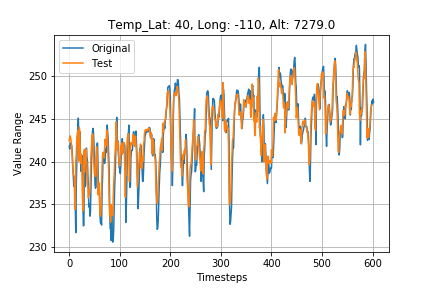 Temp_Lat: 40, Long: -110, Alt: 7279.0
Original
Test
Value Range
250
245
240
235
230
0 100 200 300 400 500 600
Timesteps